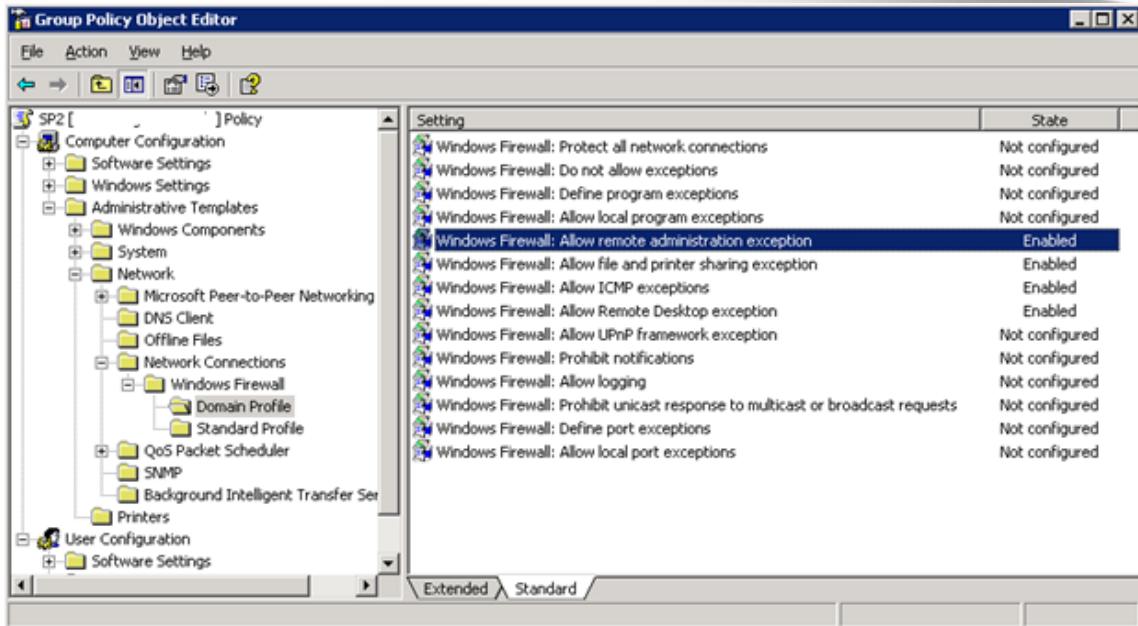 Group Policy Object Editor
File Action View Help
SP2 [ ] Policy
Computer Configuration
Software Settings
Windows Settings
Administrative Templates
Windows Components
System
Network
Microsoft Peer-to-Peer Networking
DNS Client
Offline Files
Network Connections
Windows Firewall
Domain Profile
Standard Profile
QoS Packet Scheduler
SNMP
Background Intelligent Transfer Ser
Printers
User Configuration
Software Settings
Setting State
Windows Firewall: Protect all network connections Not configured
Windows Firewall: Do not allow exceptions Not configured
Windows Firewall: Define program exceptions Not configured
Windows Firewall: Allow local program exceptions Not configured
Windows Firewall: Allow remote administration exception Enabled
Windows Firewall: Allow file and printer sharing exception Enabled
Windows Firewall: Allow ICMP exceptions Enabled
Windows Firewall: Allow Remote Desktop exception Enabled
Windows Firewall: Allow UPnP framework exception Not configured
Windows Firewall: Prohibit notifications Not configured
Windows Firewall: Allow logging Not configured
Windows Firewall: Prohibit unicast response to multicast or broadcast requests Not configured
Windows Firewall: Define port exceptions Not configured
Windows Firewall: Allow local port exceptions Not configured
Extended Standard